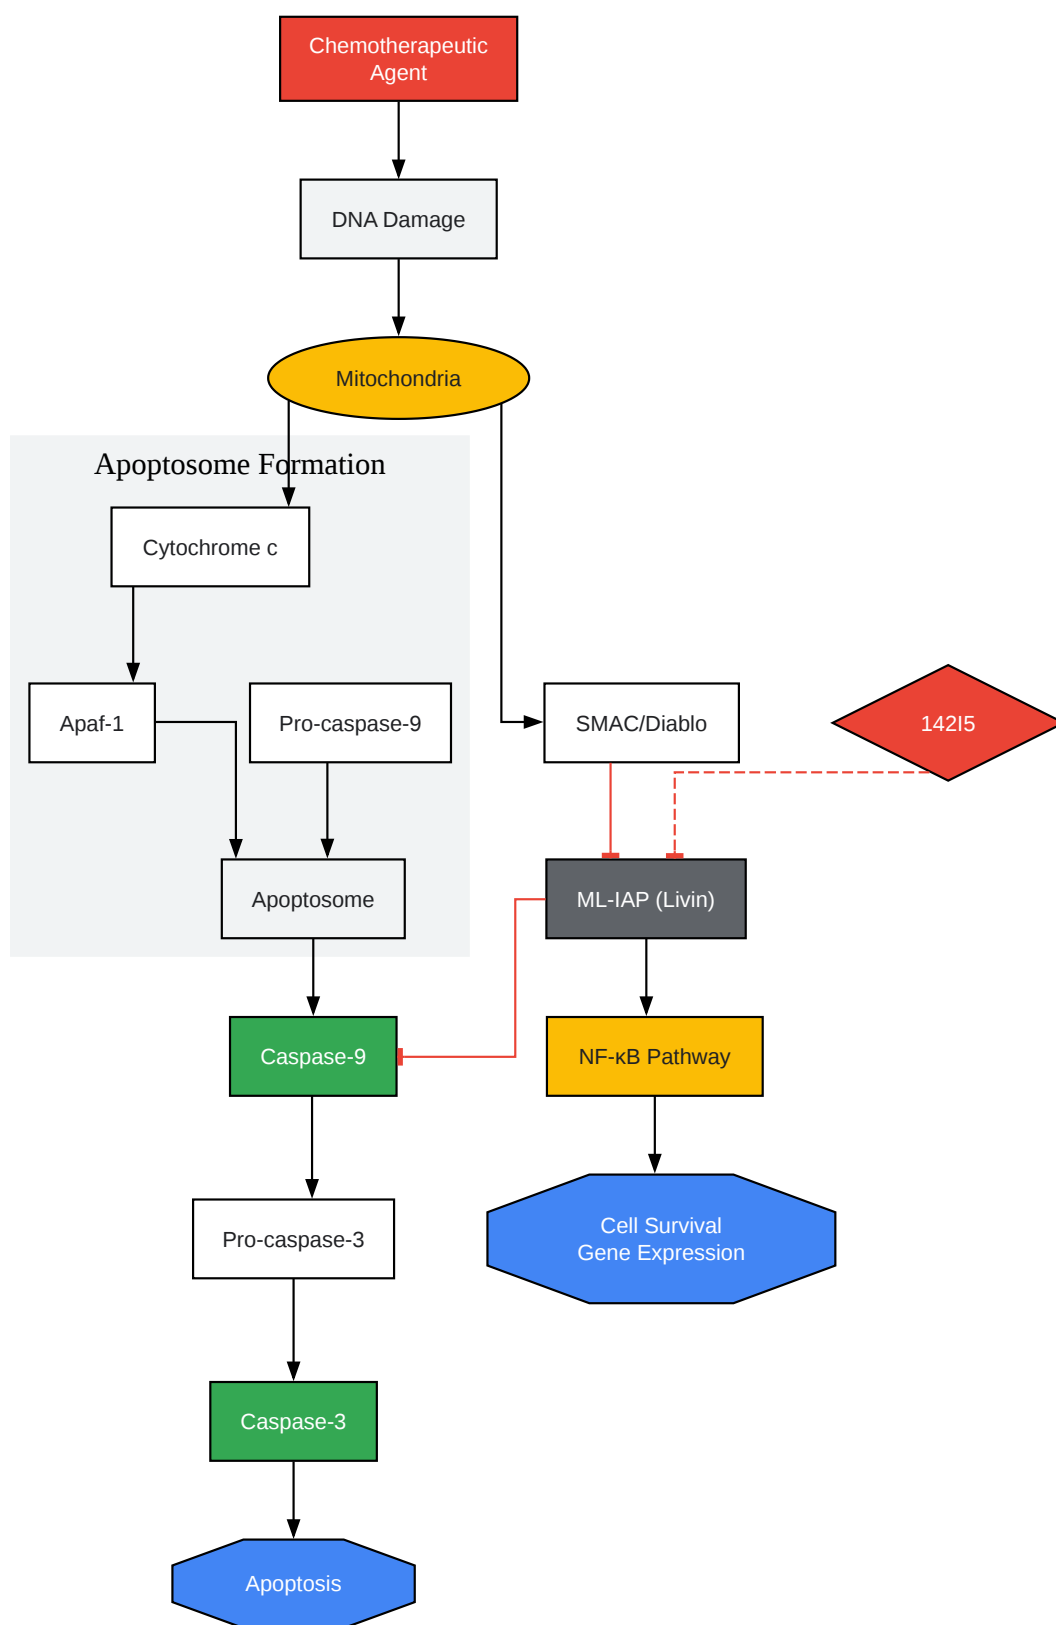 Chemotherapeutic
Agent
DNA Damage
Mitochondria
Apoptosome Formation
Cytochrome c
Apaf-1
Pro-caspase-9
SMAC/Diablo
142I5
Apoptosome
ML-IAP (Livin)
Caspase-9
NF-κB Pathway
Pro-caspase-3
Cell Survival
Gene Expression
Caspase-3
Apoptosis